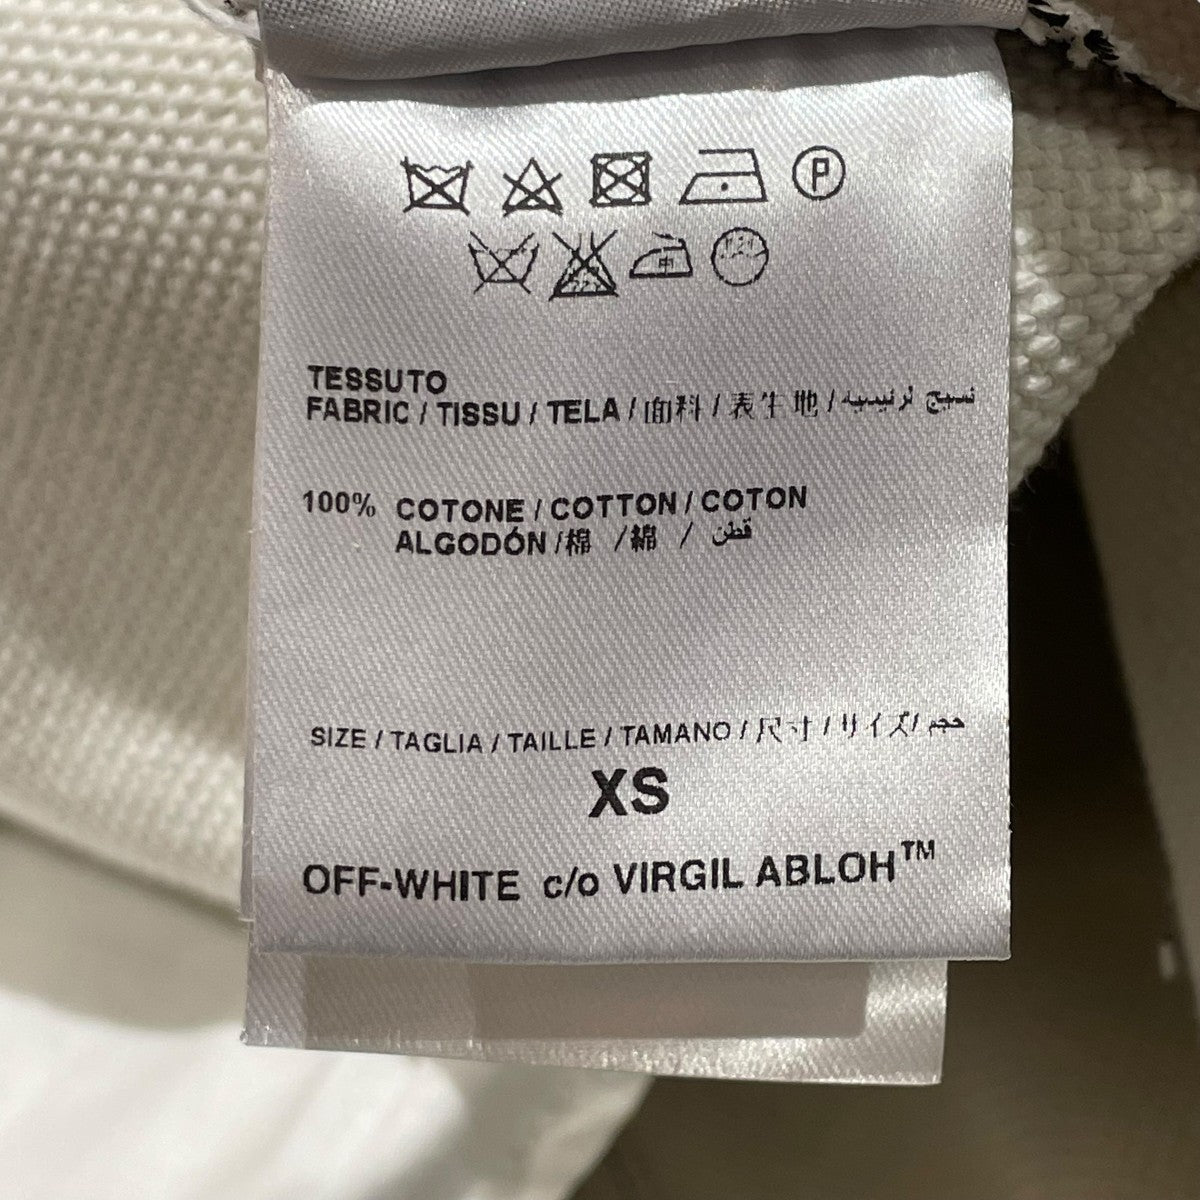 P
TESSUTO
FABRIC / TISSU / TELA / 面料 / 表生地 / نسيج
100% COTONE / COTTON / COTON
ALGODÓN / 棉 / 綿 / قطن
SIZE / TAGLIA / TAILLE / TAMANO / 尺寸 / サイズ / حجم
XS
OFF-WHITE c/o VIRGIL ABLOH™